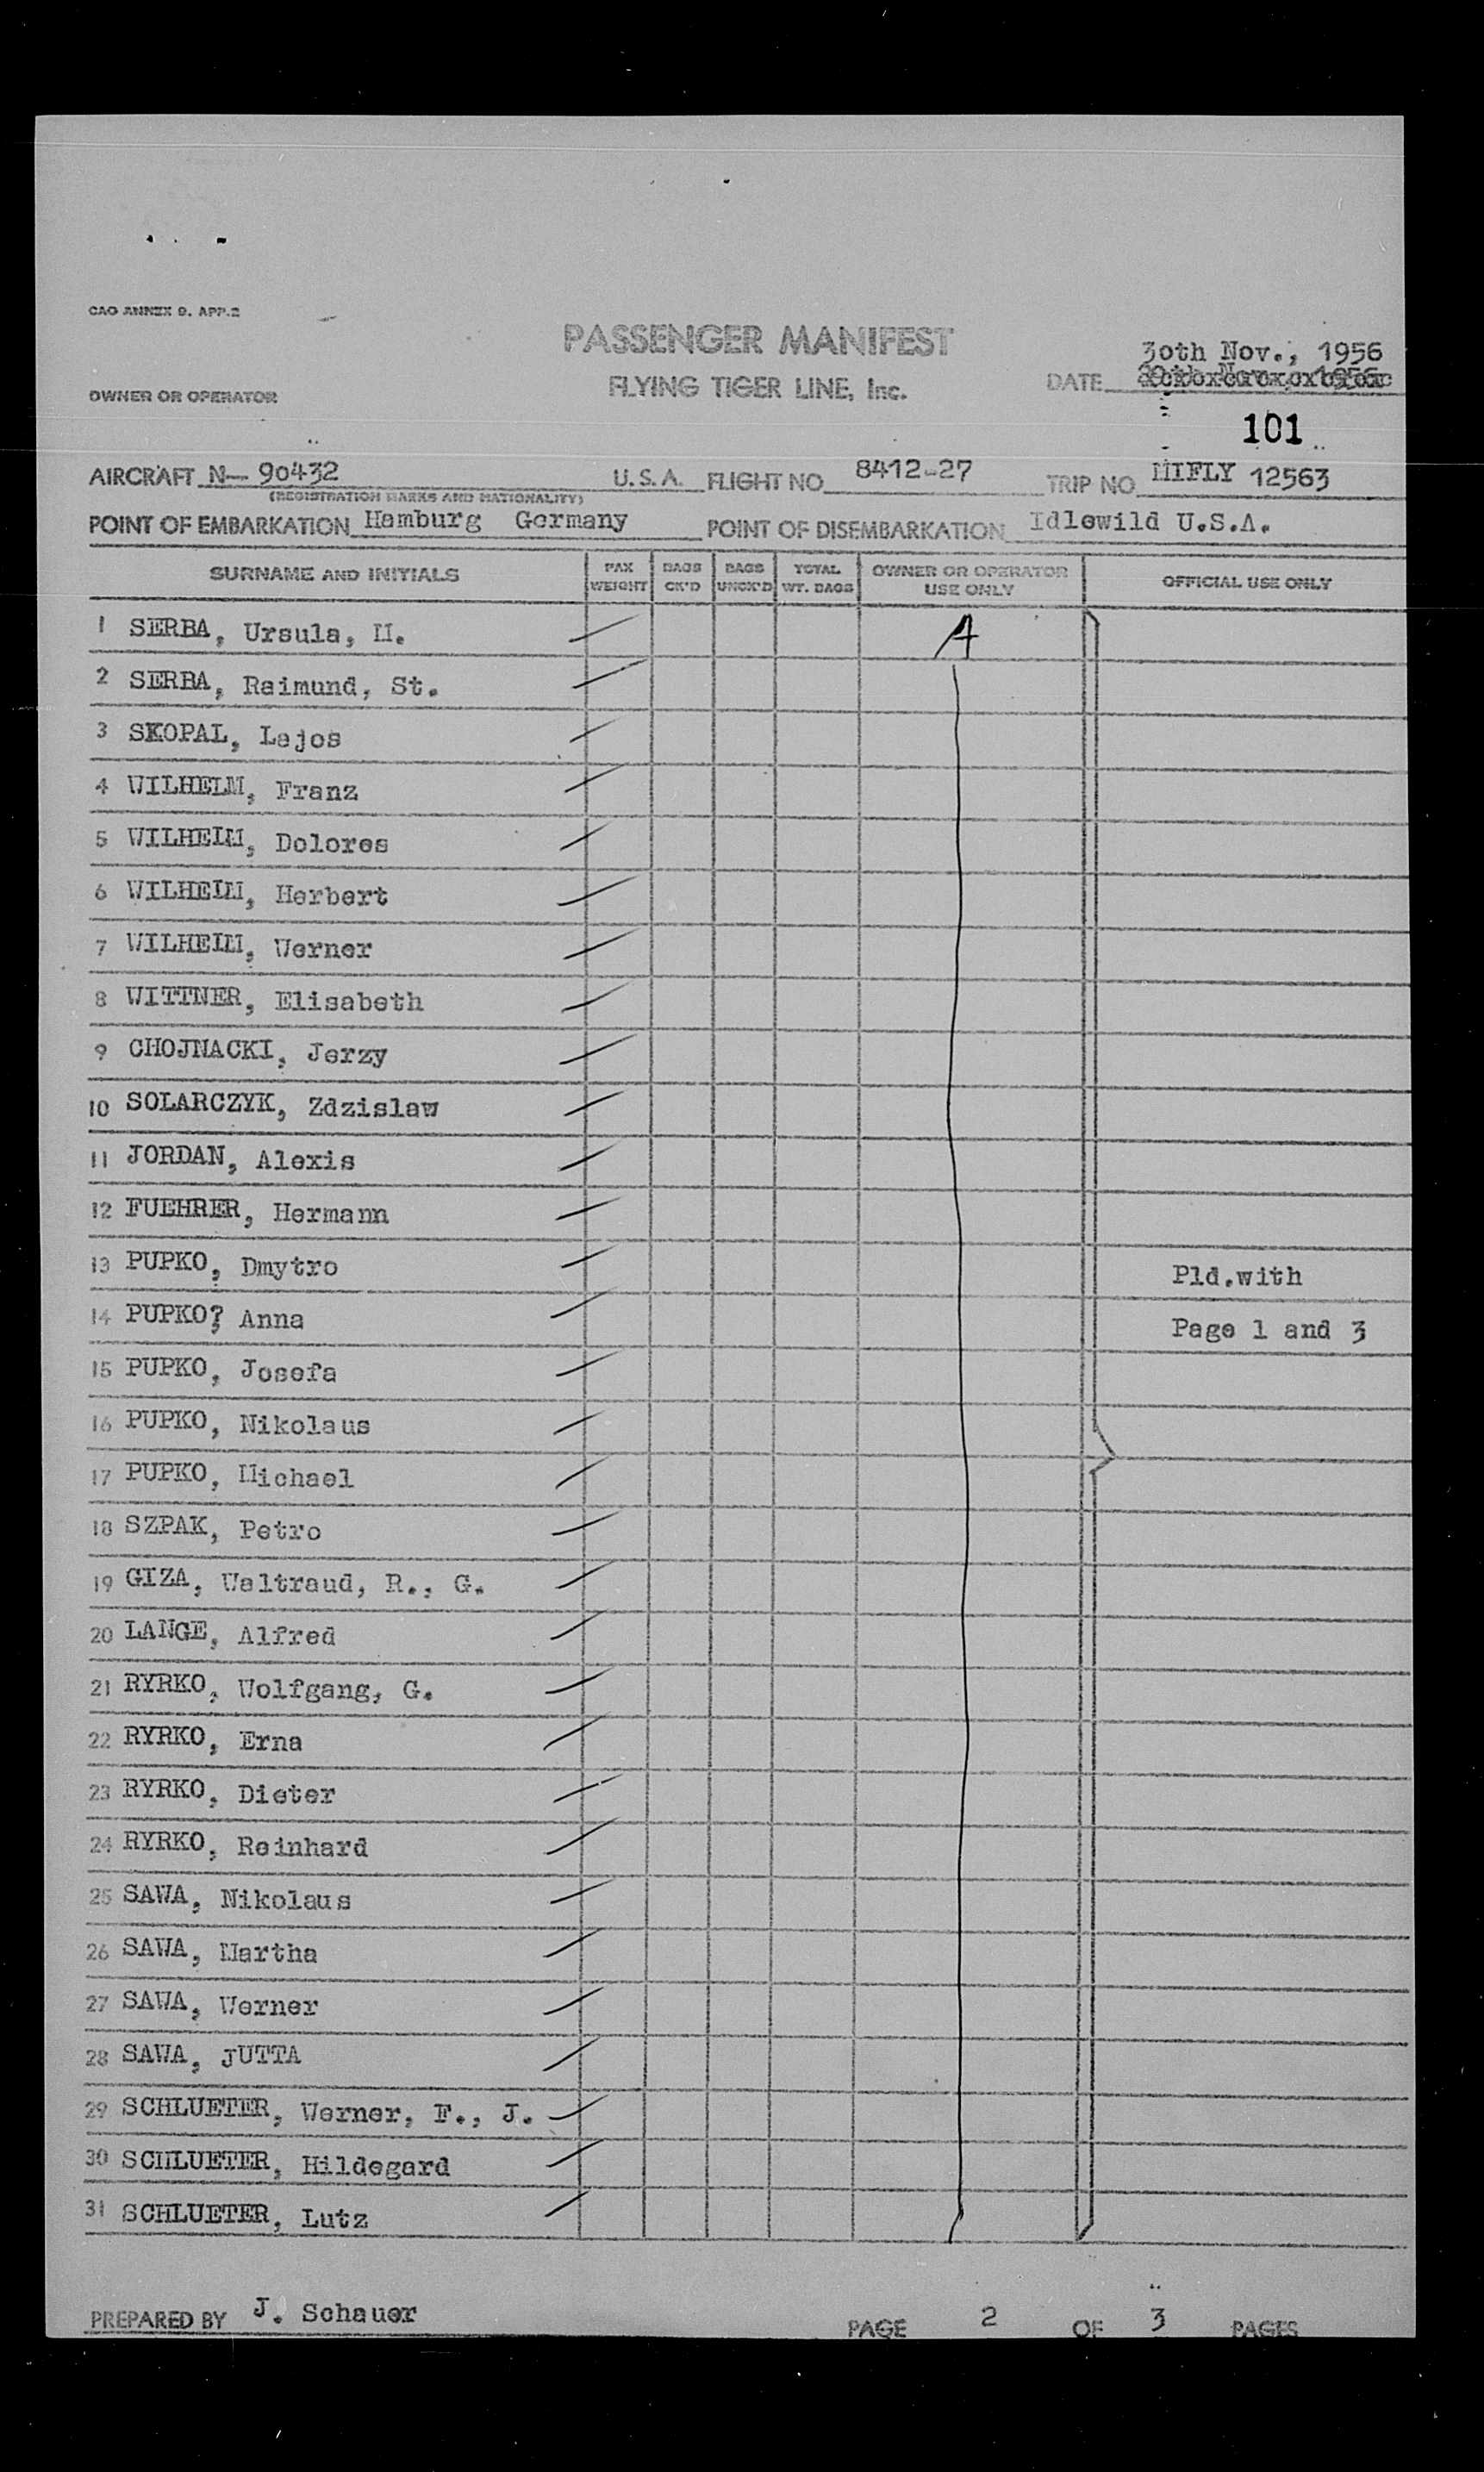 CAO ANNEX 9. APP.2
PASSENGER MANIFEST
30th Nov., 1956
FLYING TIGER LINE, Inc.
DATE
OWNER OR OPERATOR
101
AIRCRAFT N— 90432 U.S.A. FLIGHT NO 8412-27 TRIP NO MIFLY 12563
(REGISTRATION MARKS AND NATIONALITY)
POINT OF EMBARKATION Hamburg Germany POINT OF DISEMBARKATION Idlewild U.S.A.
SURNAME AND INITIALS PAX WEIGHT BAGS CK'D BAGS UNCK'D TOTAL WT. BAGS OWNER OR OPERATOR USE ONLY OFFICIAL USE ONLY
1 SERBA, Ursula, M. A
2 SERBA, Raimund, St.
3 SKOPAL, Lajos
4 WILHELM, Franz
5 WILHELM, Dolores
6 WILHELM, Herbert
7 WILHELM, Werner
8 WITTNER, Elisabeth
9 CHOJNACKI, Jerzy
10 SOLARCZYK, Zdzislaw
11 JORDAN, Alexis
12 FUEHRER, Hermann
13 PUPKO, Dmytro Pld.with
14 PUPKO? Anna Page 1 and 3
15 PUPKO, Josefa
16 PUPKO, Nikolaus
17 PUPKO, Michael
18 SZPAK, Petro
19 GIZA, Waltraud, R., G.
20 LANGE, Alfred
21 RYRKO, Wolfgang, G.
22 RYRKO, Erna
23 RYRKO, Dieter
24 RYRKO, Reinhard
25 SAWA, Nikolaus
26 SAWA, Martha
27 SAWA, Werner
28 SAWA, JUTTA
29 SCHLUETER, Werner, F., J.
30 SCHLUETER, Hildegard
31 SCHLUETER, Lutz
PREPARED BY J. Schauer PAGE 2 OF 3 PAGES